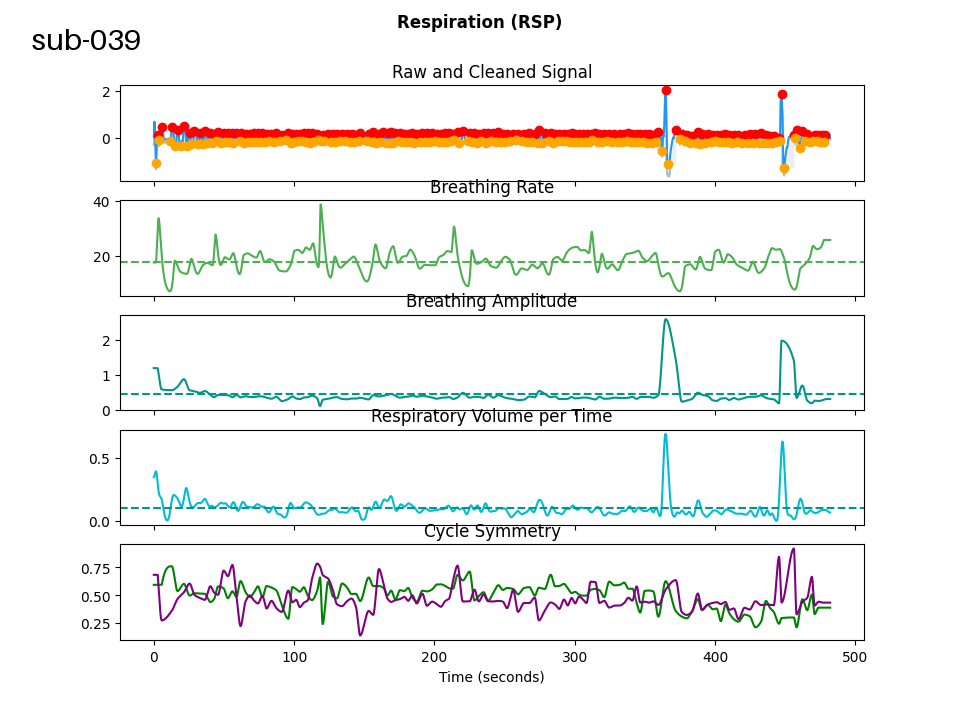 Respiration (RSP)
sub-039
Raw and Cleaned Signal
2
0
Breathing Rate
40
20
Breathing Amplitude
2
1
0
Respiratory Volume per Time
0.5
0.0
Cycle Symmetry
0.75
0.50
0.25
0 100 200 300 400 500
Time (seconds)